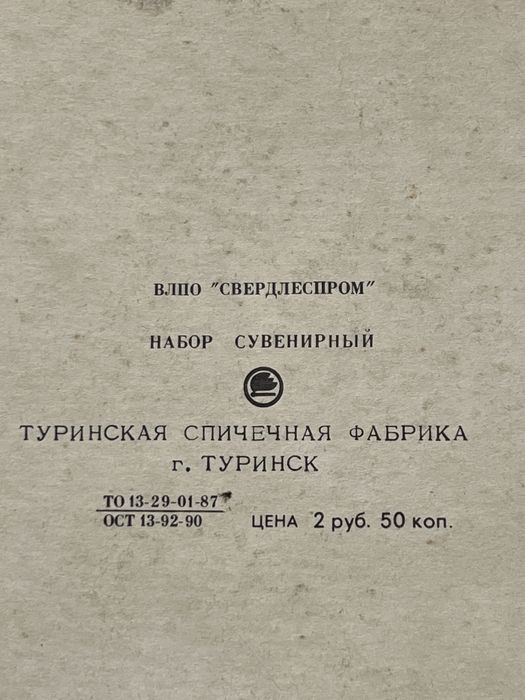 ВЛПО "СВЕРДЛЕСПРОМ"
НАБОР СУВЕНИРНЫЙ
ТУРИНСКАЯ СПИЧЕЧНАЯ ФАБРИКА
г. ТУРИНСК
ТО 13-29-01-87
ОСТ 13-92-90
ЦЕНА 2 руб. 50 коп.